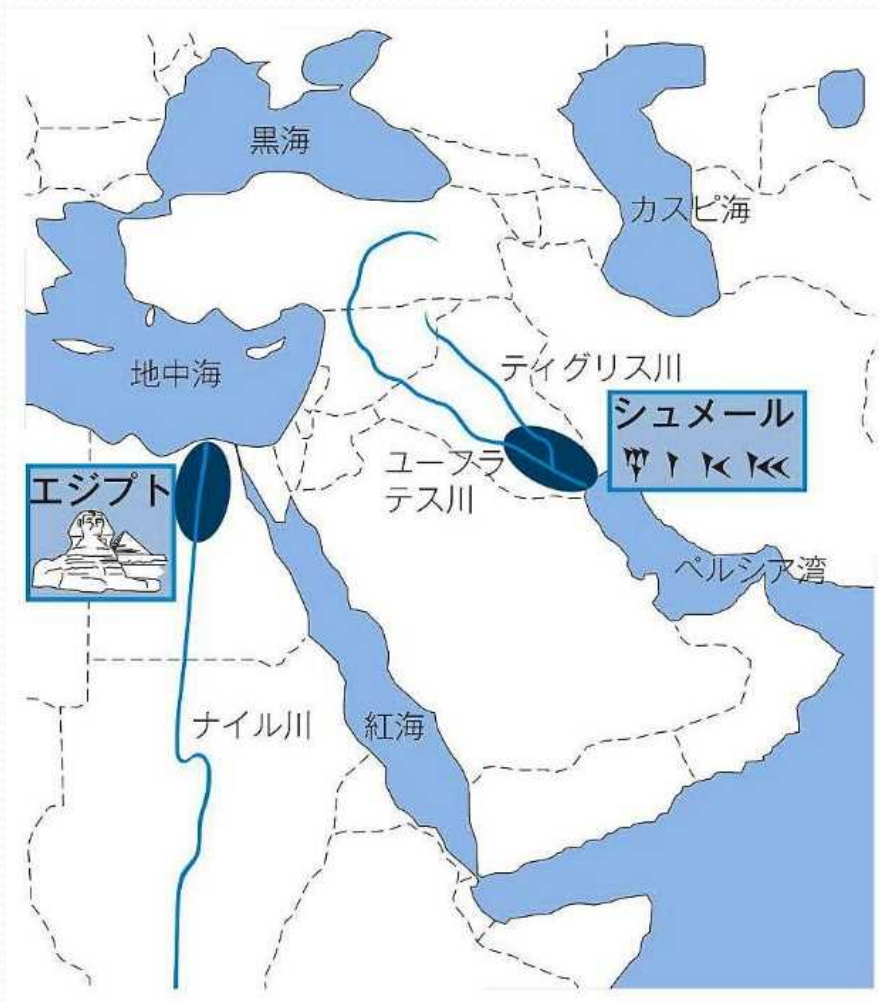 黒海
カスピ海
地中海
ティグリス川
シュメール
ユーフラ
テス川
エジプト
ペルシア湾
ナイル川
紅海